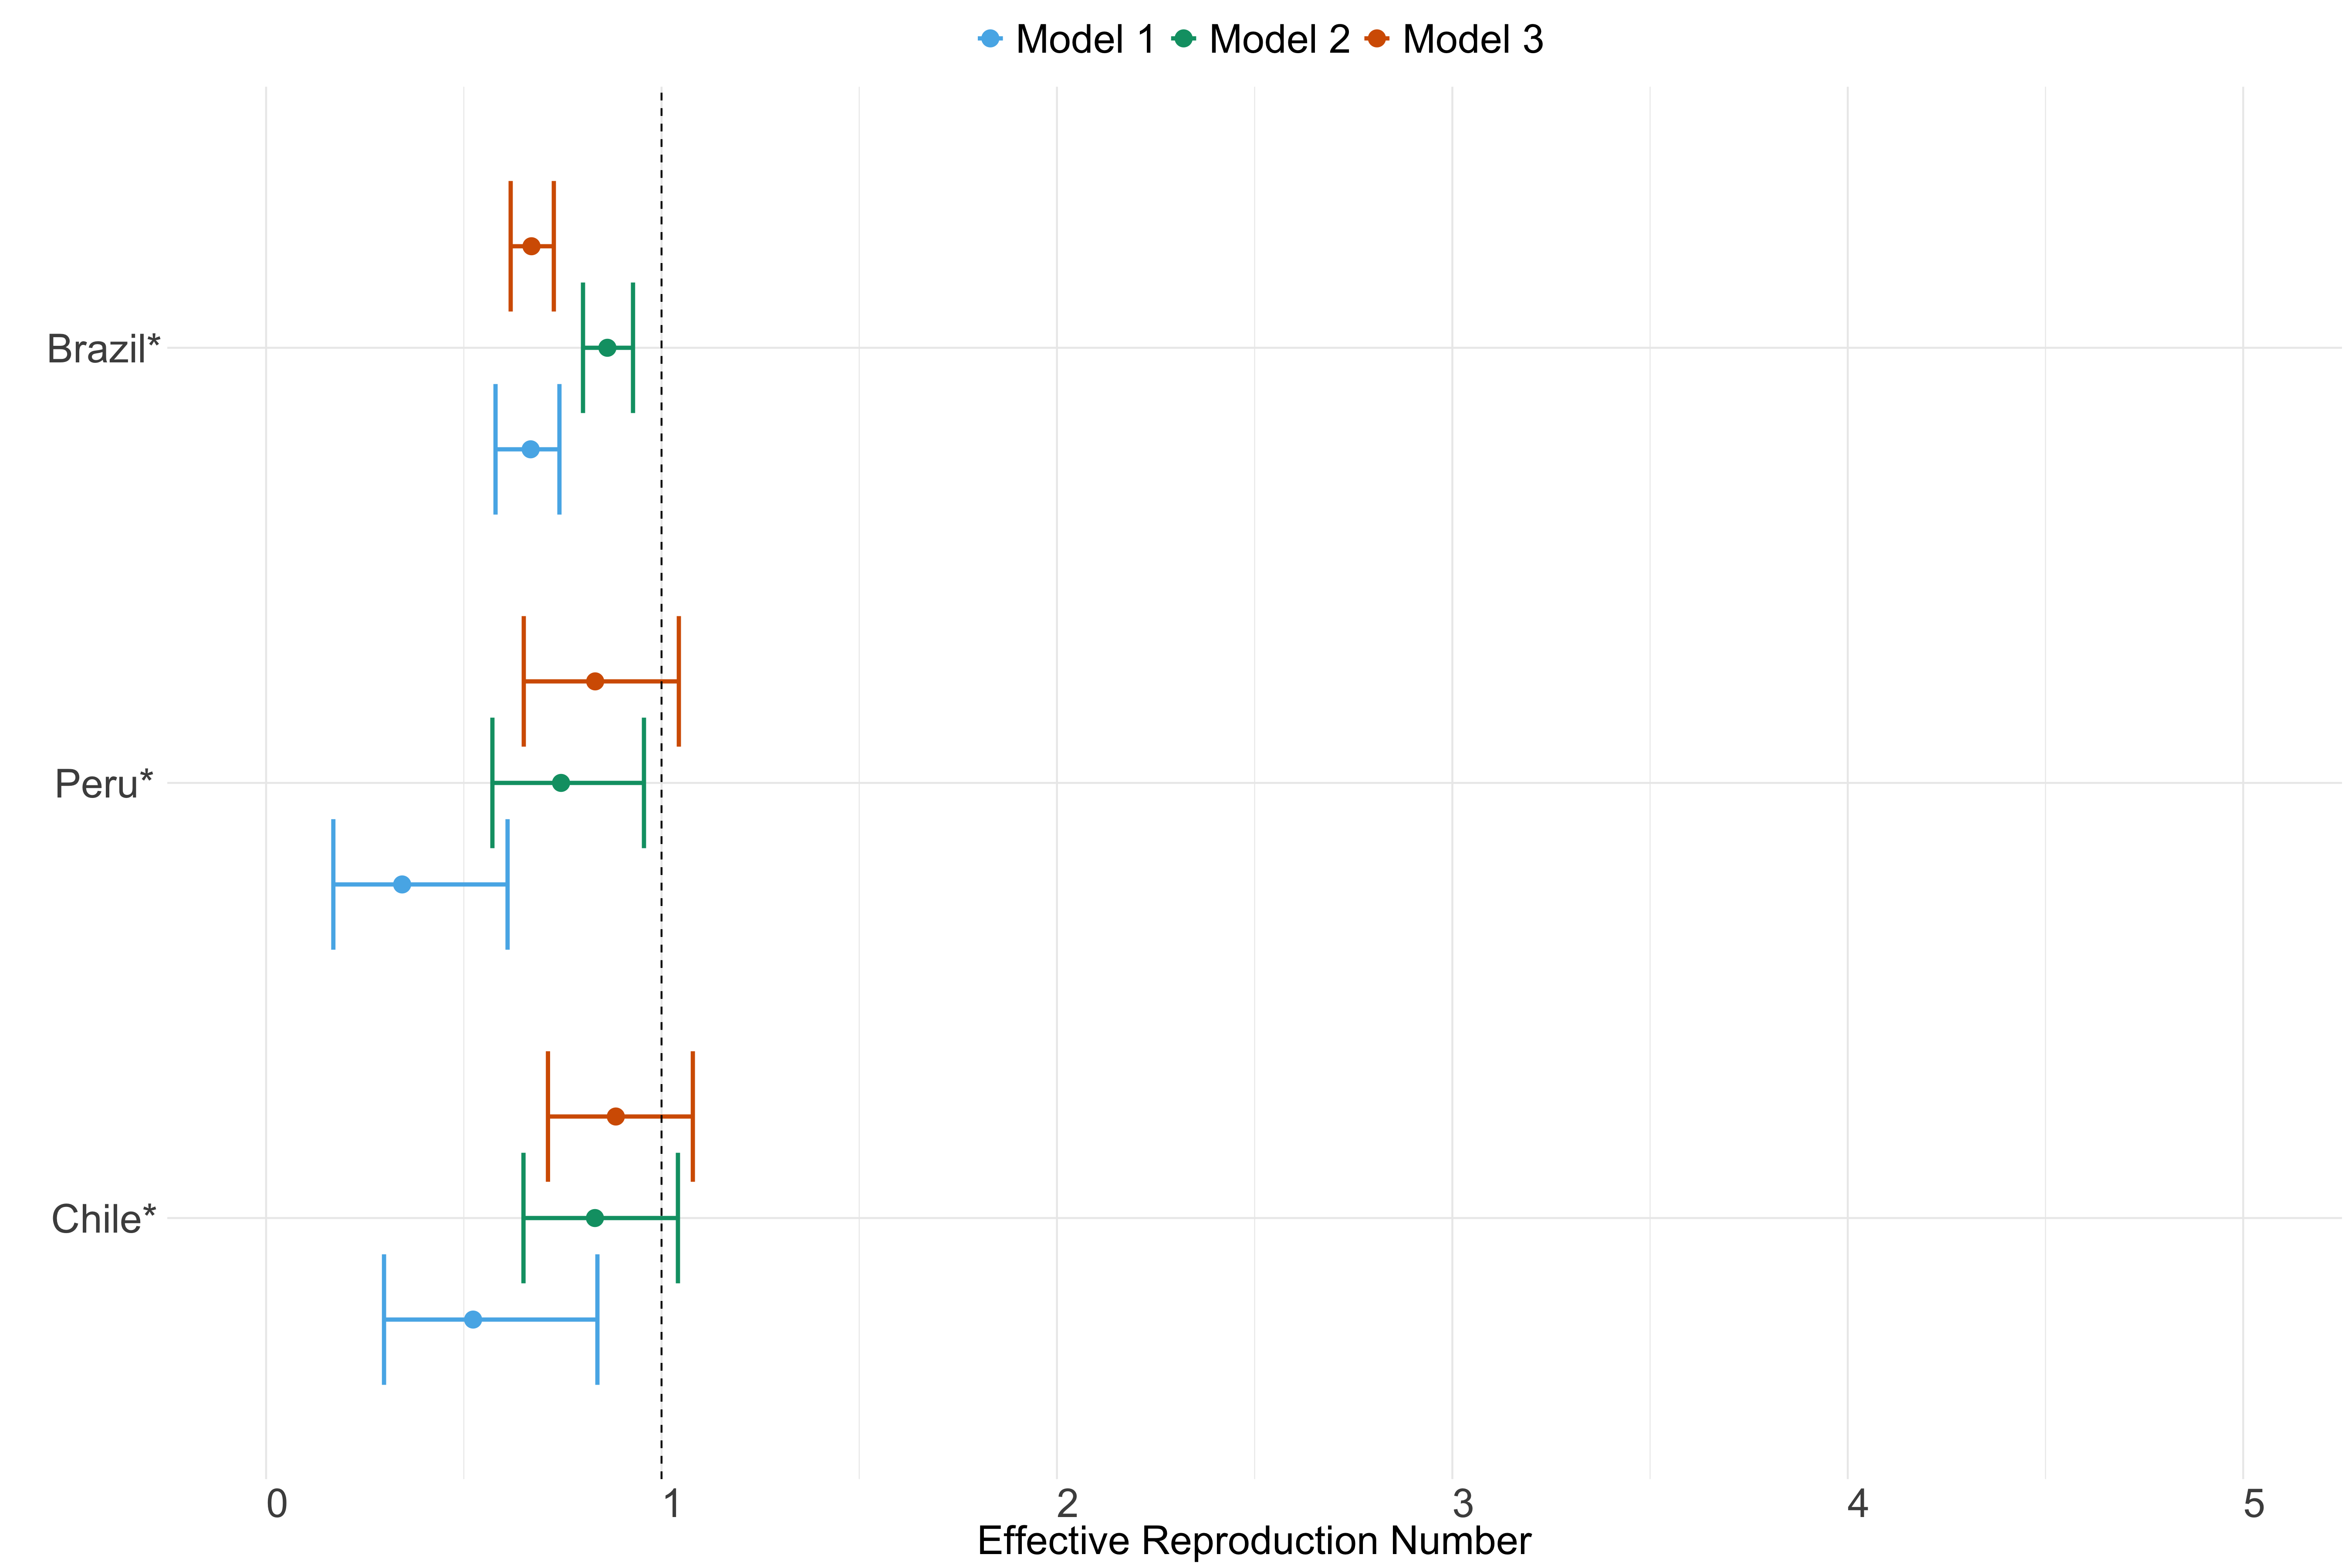 Model 1 Model 2 Model 3
Brazil*
Peru*
Chile*
0 1 2 3 4 5
Effective Reproduction Number